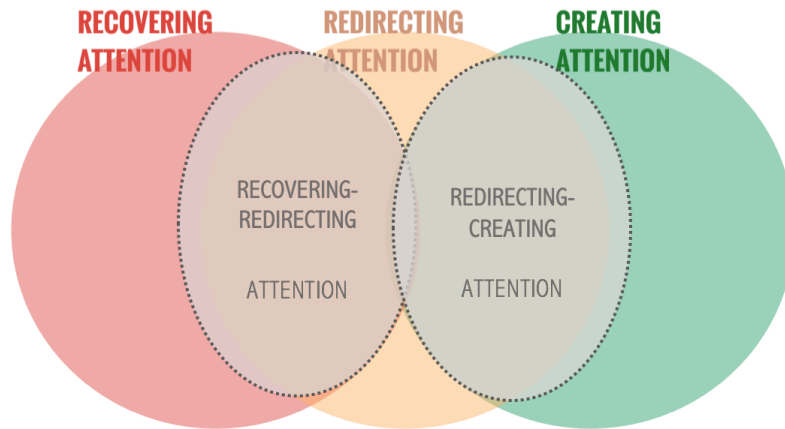 RECOVERING
ATTENTION
REDIRECTING
ATTENTION
CREATING
ATTENTION
RECOVERING-
REDIRECTING
ATTENTION
REDIRECTING-
CREATING
ATTENTION